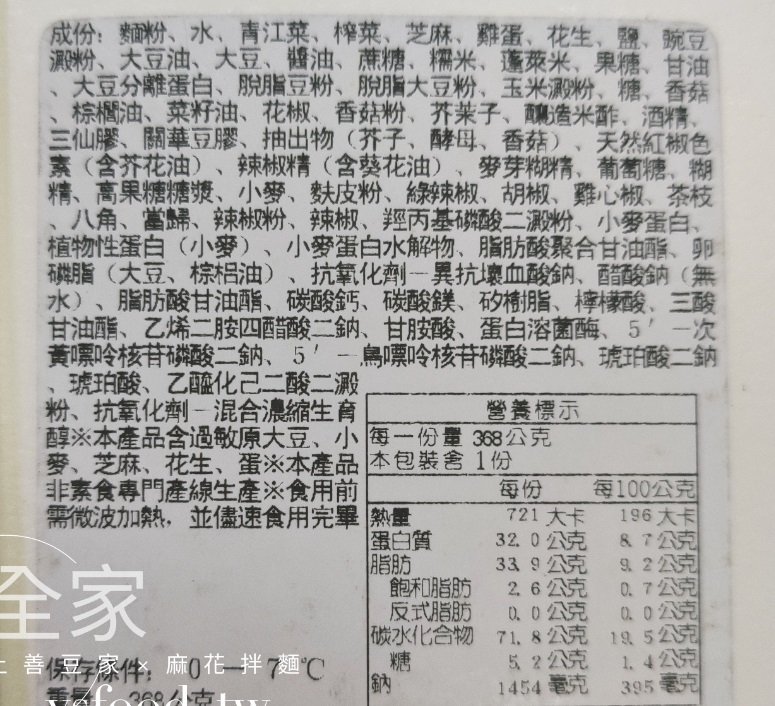 成份：麵粉、水、青江菜、榨菜、芝麻、雞蛋、花生、鹽、豌豆
澱粉、大豆油、大豆、醬油、蔗糖、糯米、蓬萊米、果糖、甘油
、大豆分離蛋白、脫脂豆粉、脫脂大豆粉、玉米澱粉、糖、香菇
、棕櫚油、菜籽油、花椒、香菇粉、芥茉子、釀造米酢、酒精、
三仙膠、關華豆膠、抽出物（芥子、酵母、香菇）、天然紅椒色
素（含芥花油）、辣椒精（含葵花油）、麥芽糊精、葡萄糖、糊
精、高果糖糖漿、小麥、麩皮粉、綠辣椒、胡椒、雞心椒、茶枝
、八角、當歸、辣椒粉、辣椒、羥丙基磷酸二澱粉、小麥蛋白、
植物性蛋白（小麥）、小麥蛋白水解物、脂肪酸聚合甘油酯、卵
磷脂（大豆、棕梠油）、抗氧化劑－異抗壞血酸鈉、醋酸鈉（無
水）、脂肪酸甘油酯、碳酸鈣、碳酸鎂、矽樹脂、檸檬酸、三酸
甘油酯、乙烯二胺四醋酸二鈉、甘胺酸、蛋白溶菌酶、5′－次
黃嘌呤核苷磷酸二鈉、5′－鳥嘌呤核苷磷酸二鈉、琥珀酸二鈉
、琥珀酸、乙醯化己二酸二澱
粉、抗氧化劑－混合濃縮生育
醇※本產品含過敏原大豆、小
麥、芝麻、花生、蛋※本產品
非素食專門產線生產※食用前
需微波加熱，並儘速食用完畢
營養標示
每一份量 368公克
本包裝含 1份
每份 每100公克
熱量 721 大卡 196 大卡
蛋白質 32.0 公克 8.7 公克
脂肪 33.9 公克 9.2 公克
飽和脂肪 2.6 公克 0.7 公克
反式脂肪 0.0 公克 0.0 公克
碳水化合物 71.8 公克 19.5 公克
糖 5.2 公克 1.4 公克
鈉 1454 毫克 395 毫克
全家
上善豆家×麻花拌麵
保存條件：0－7℃
重量：368公克
vsfood.tw